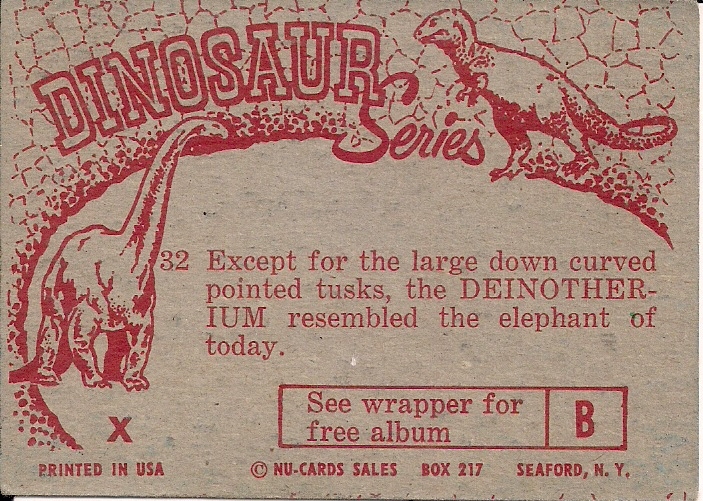 DINOSAUR
Series
32 Except for the large down curved
pointed tusks, the DEINOTHER-
IUM resembled the elephant of
today.
See wrapper for
free album
B
X
PRINTED IN USA © NU-CARDS SALES BOX 217 SEAFORD, N. Y.